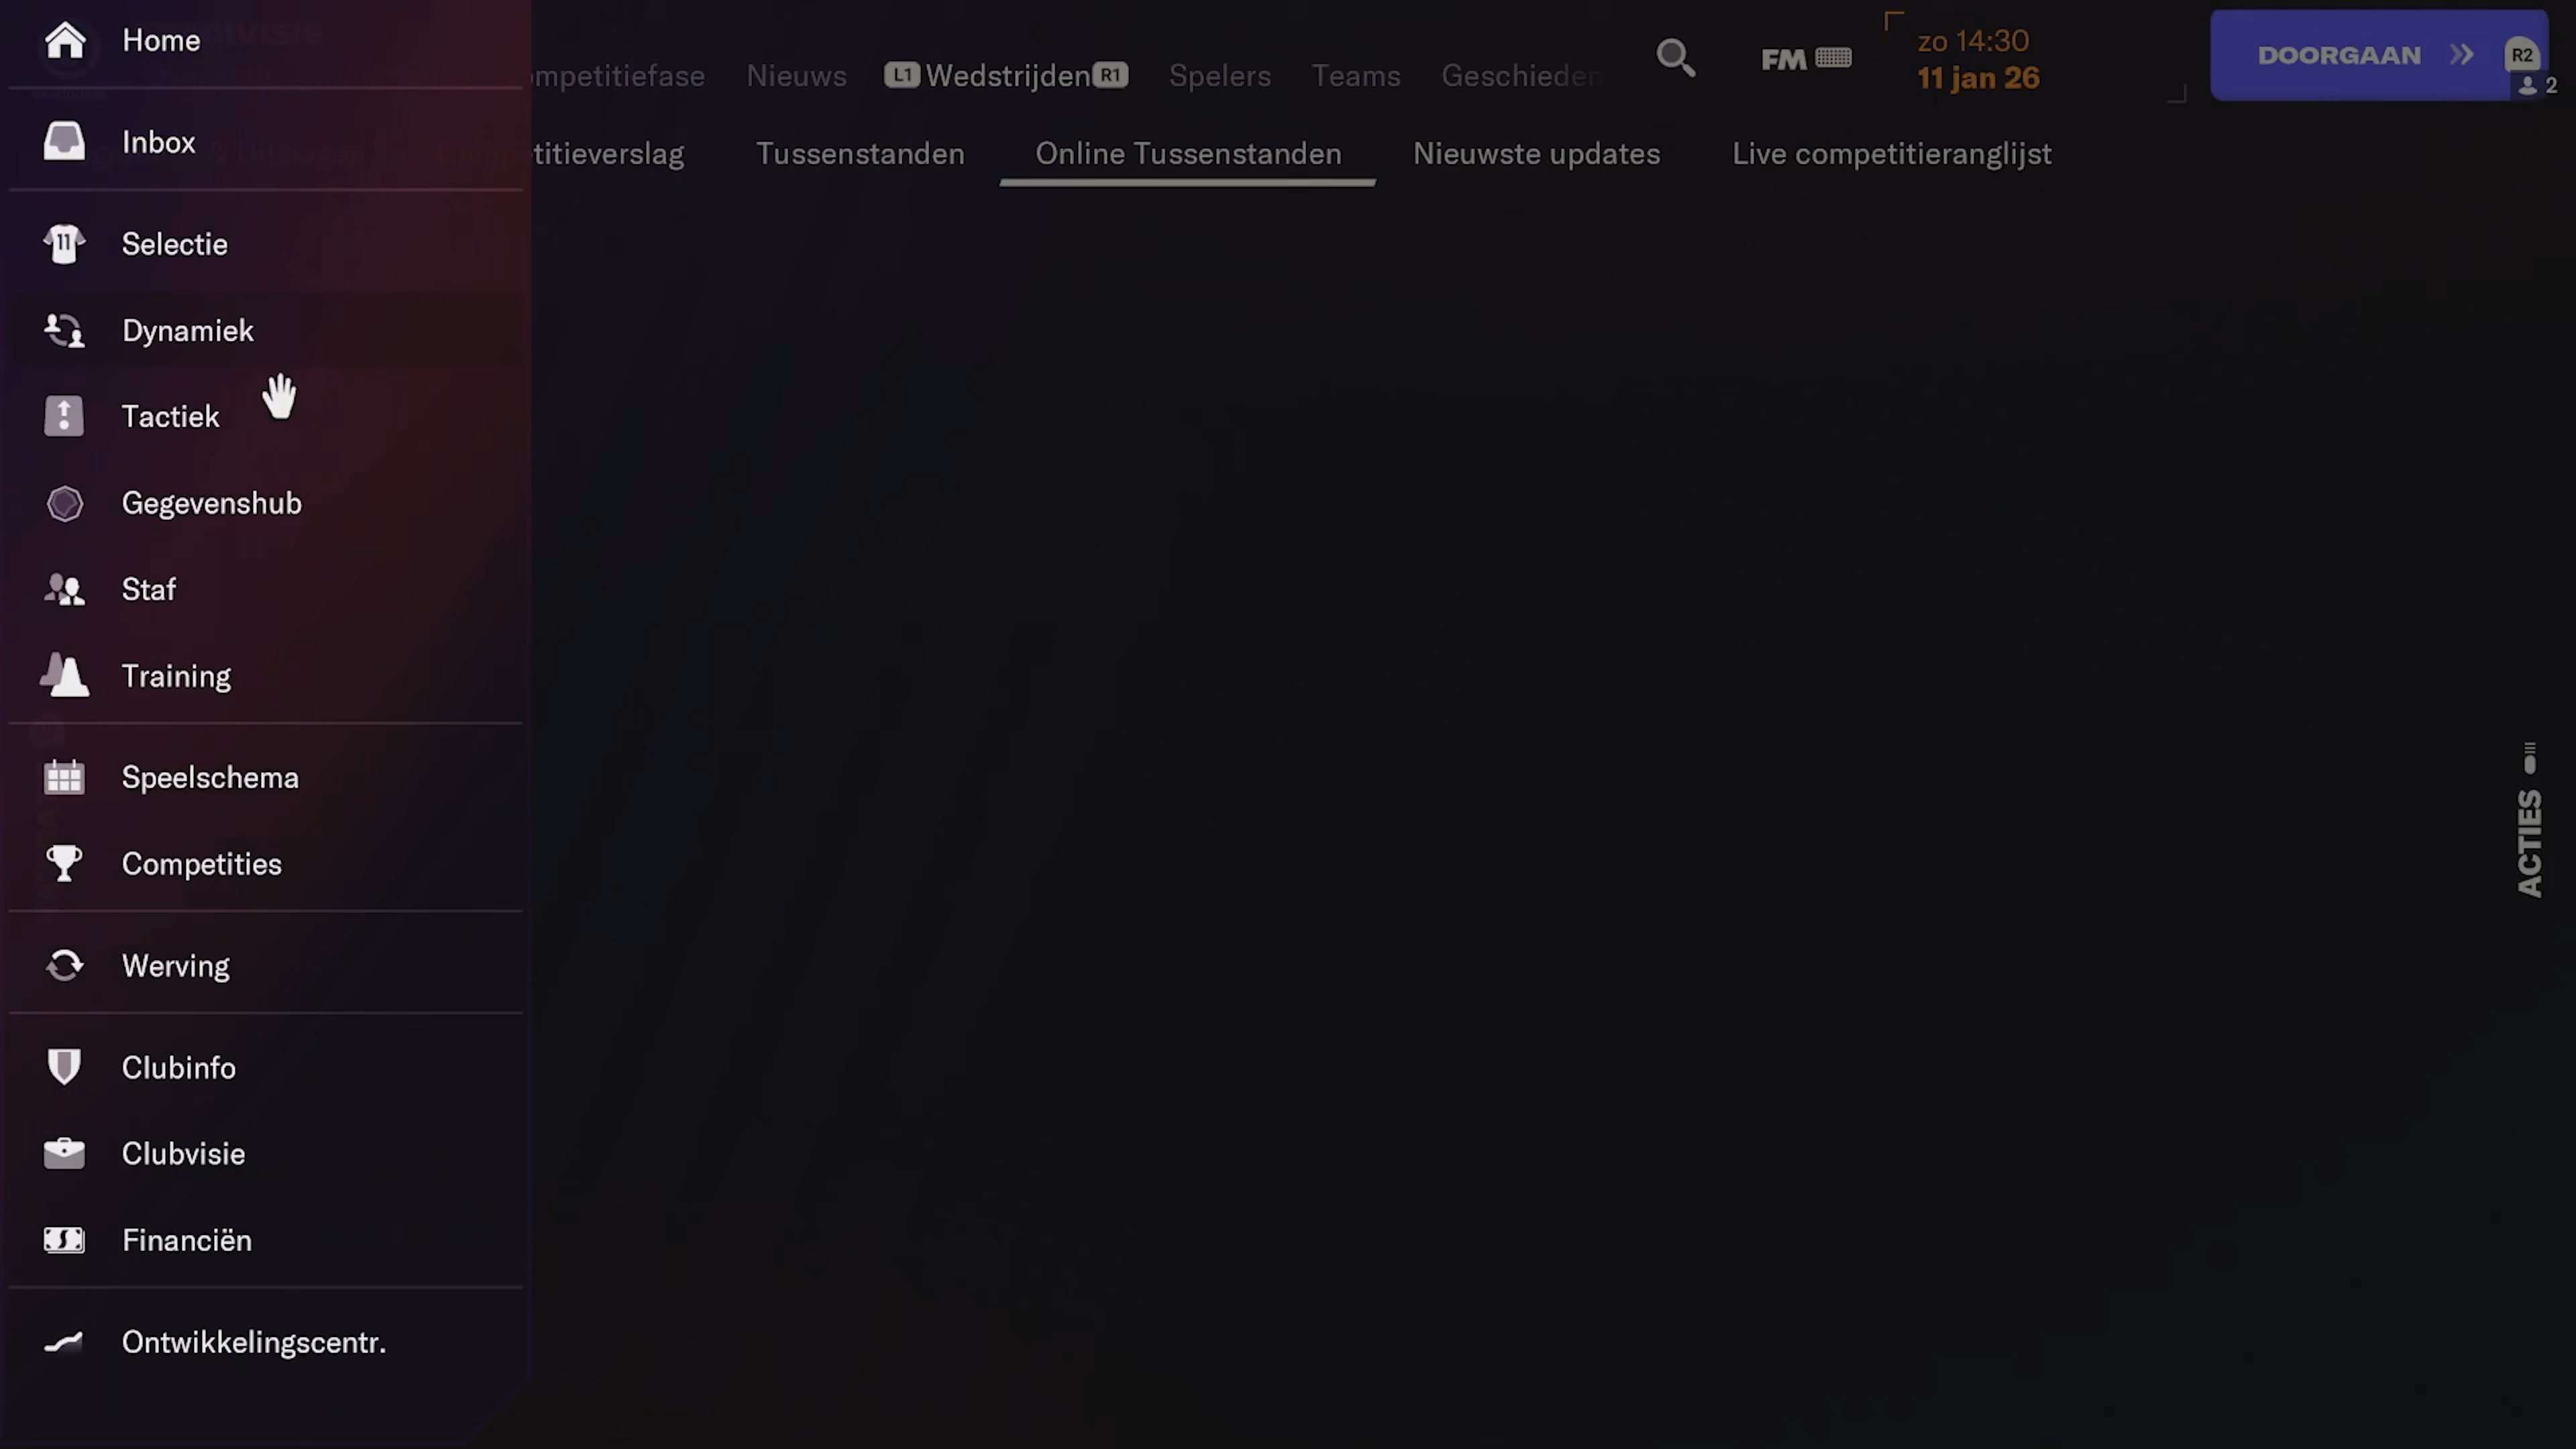 Home
Inbox
Selectie
Dynamiek
Tactiek
Gegevenshub
Staf
Training
Speelschema
Competities
Werving
Clubinfo
Clubvisie
Financiën
Ontwikkelingscentr.
ompetitiefase Nieuws L1 Wedstrijden R1 Spelers Teams Geschieden
titieverslag Tussenstanden Online Tussenstanden Nieuwste updates Live competitieranglijst
FM
zo 14:30
11 jan 26
DOORGAAN R2
2
ACTIES